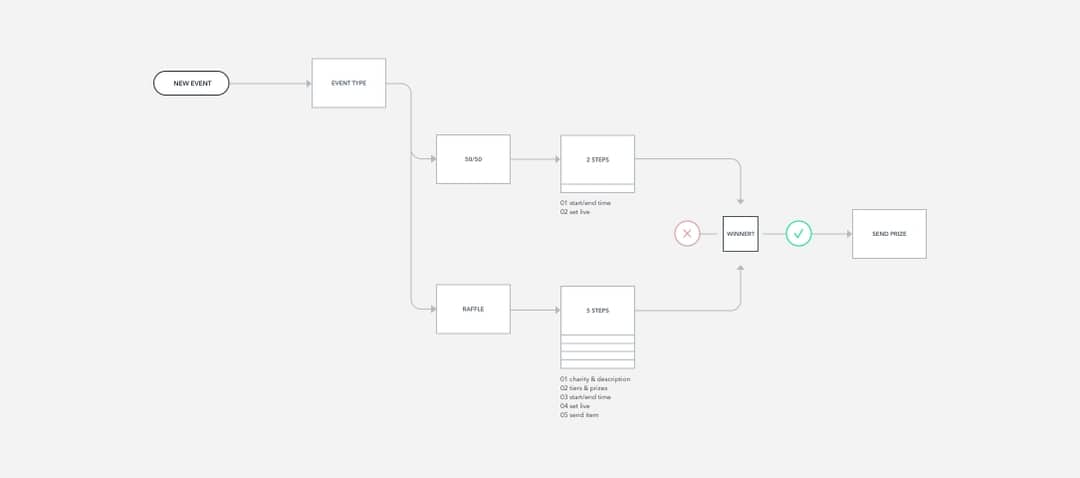 NEW EVENT
EVENT TYPE
50/50
2 STEPS
01 start/end time
02 set live
WINNER?
SEND PRIZE
RAFFLE
5 STEPS
01 charity & description
02 tiers & prizes
03 start/end time
04 set live
05 send item